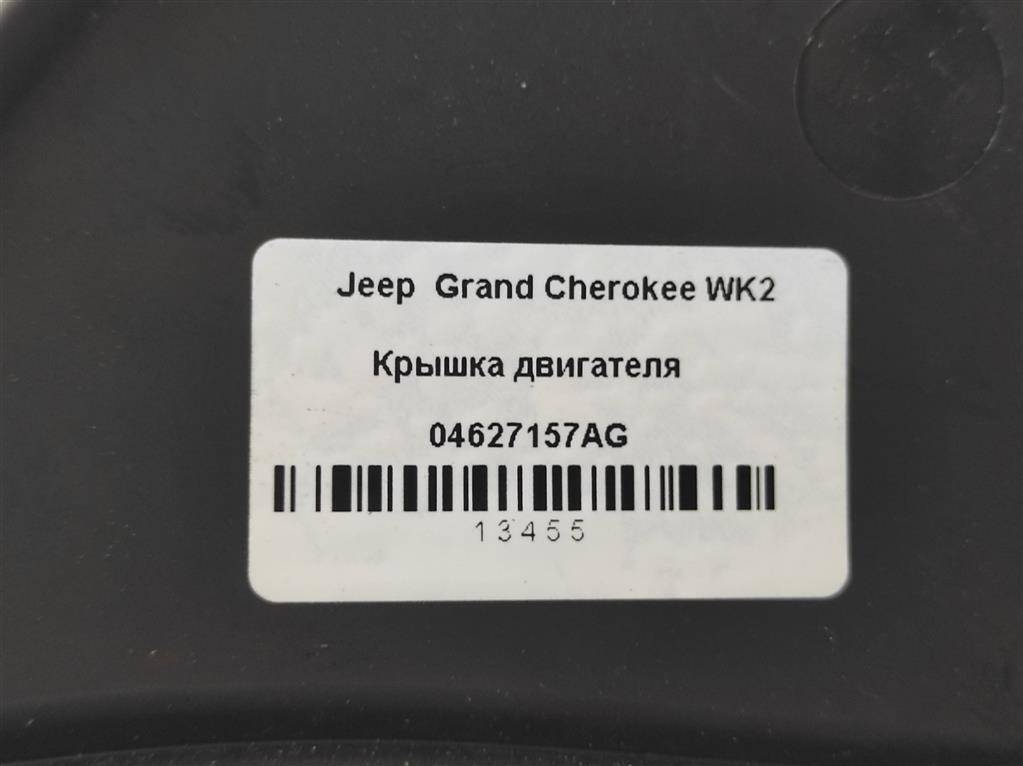 Jeep Grand Cherokee WK2
Крышка двигателя
04627157AG
13455